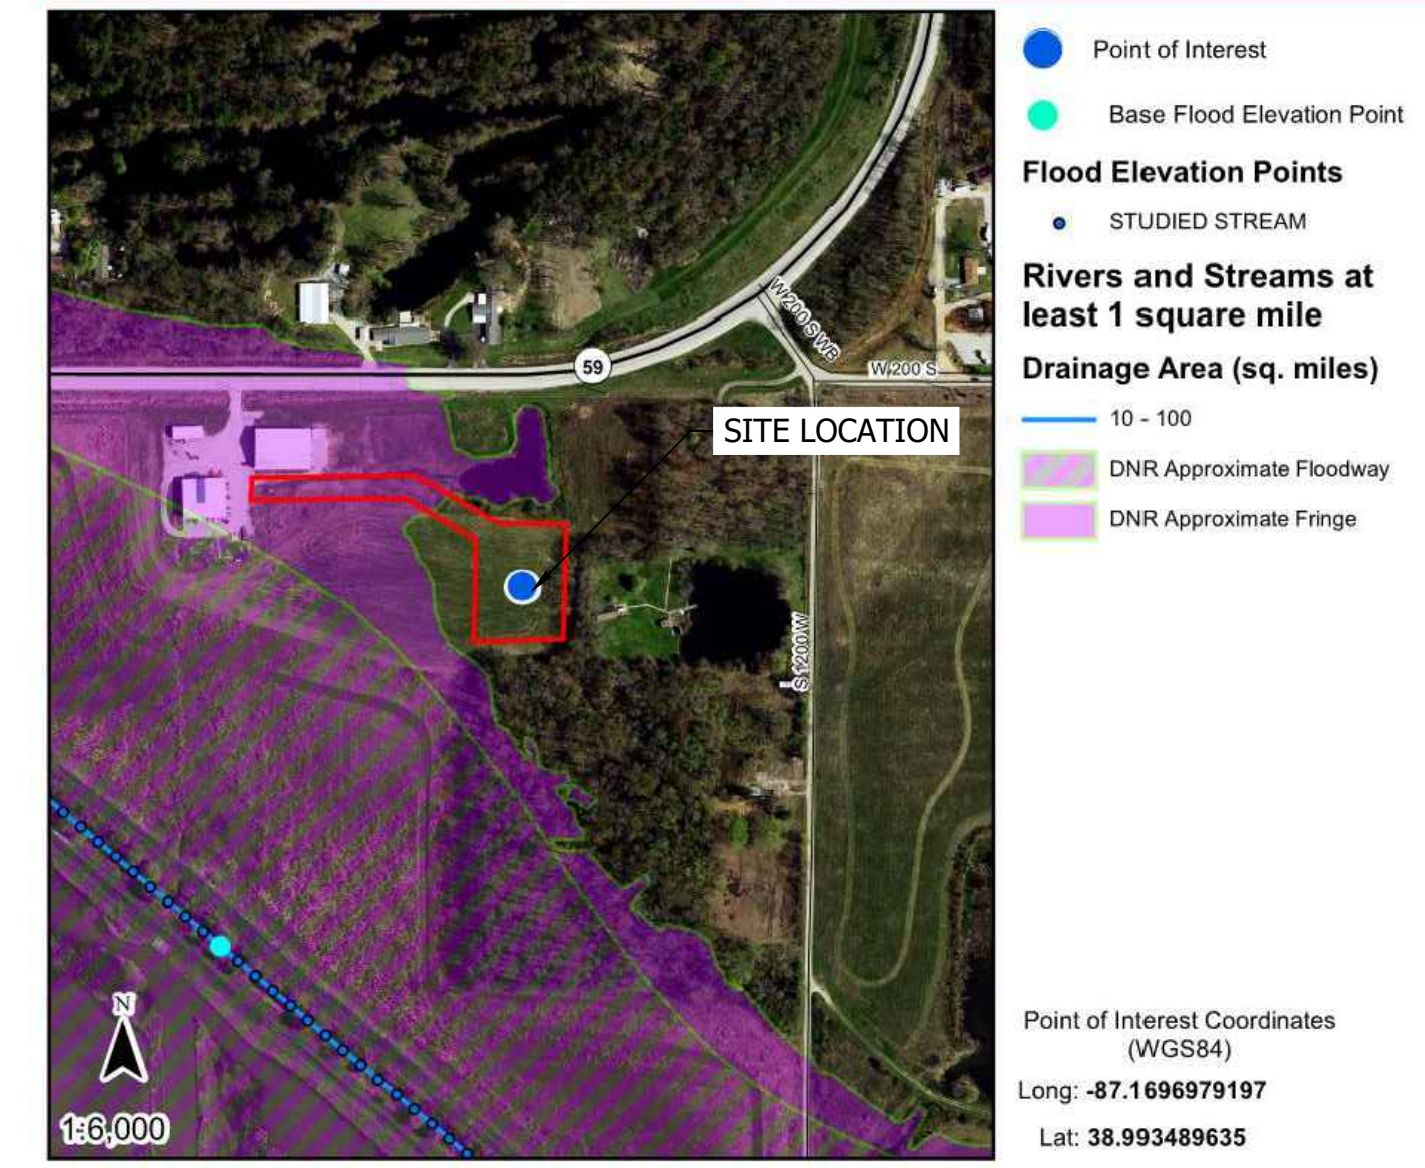 Point of Interest
Base Flood Elevation Point
Flood Elevation Points
STUDIED STREAM
Rivers and Streams at
least 1 square mile
Drainage Area (sq. miles)
10 - 100
DNR Approximate Floodway
DNR Approximate Fringe
W 200 S WB
59
W 200 S
SITE LOCATION
S 1200 W
N
1:6,000
Point of Interest Coordinates
(WGS84)
Long: -87.1696979197
Lat: 38.993489635